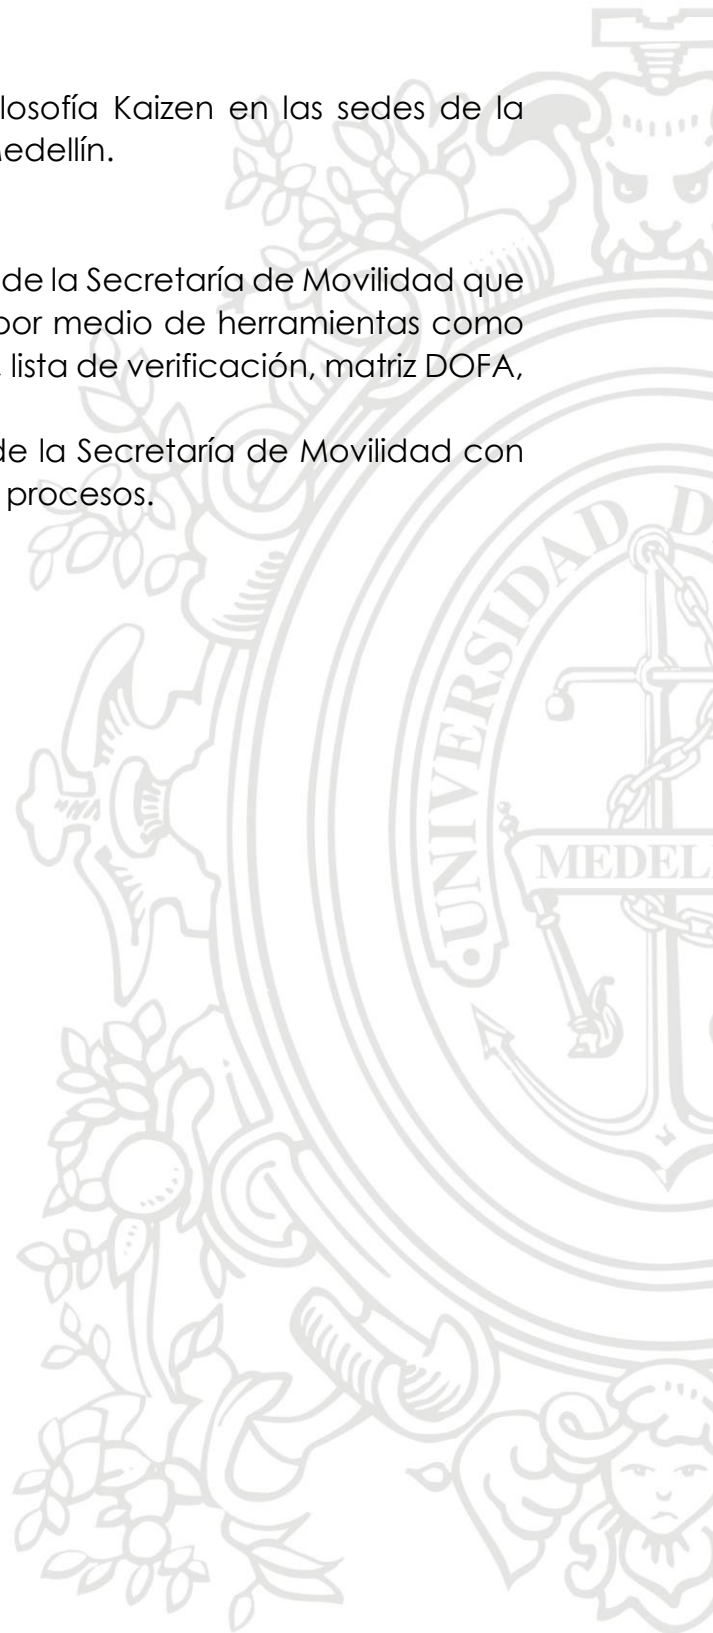 losofía Kaizen en las sedes de la
edellín.
de la Secretaría de Movilidad que
por medio de herramientas como
lista de verificación, matriz DOFA,
de la Secretaría de Movilidad con
procesos.
UNIVERSIDAD D
MEDEL